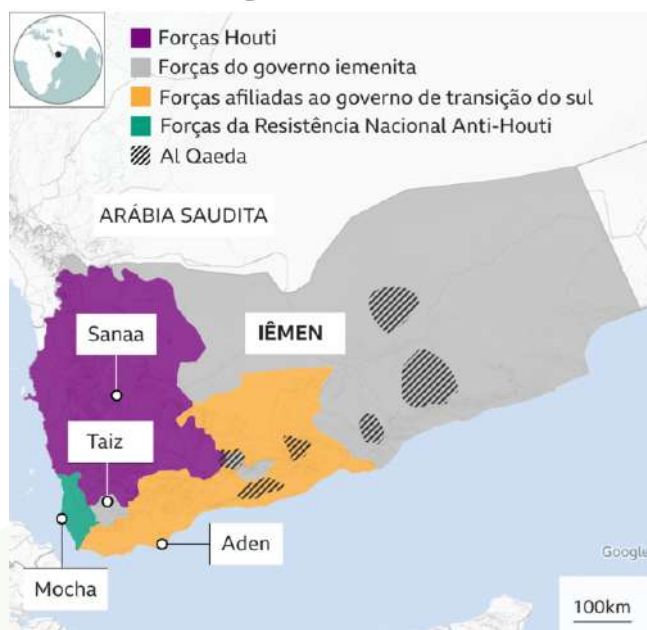 Forças Houti
Forças do governo iemenita
Forças afiliadas ao governo de transição do sul
Forças da Resistência Nacional Anti-Houti
Al Qaeda
ARÁBIA SAUDITA
Sanaa
IÊMEN
Taiz
Aden
Mocha
Google
100km